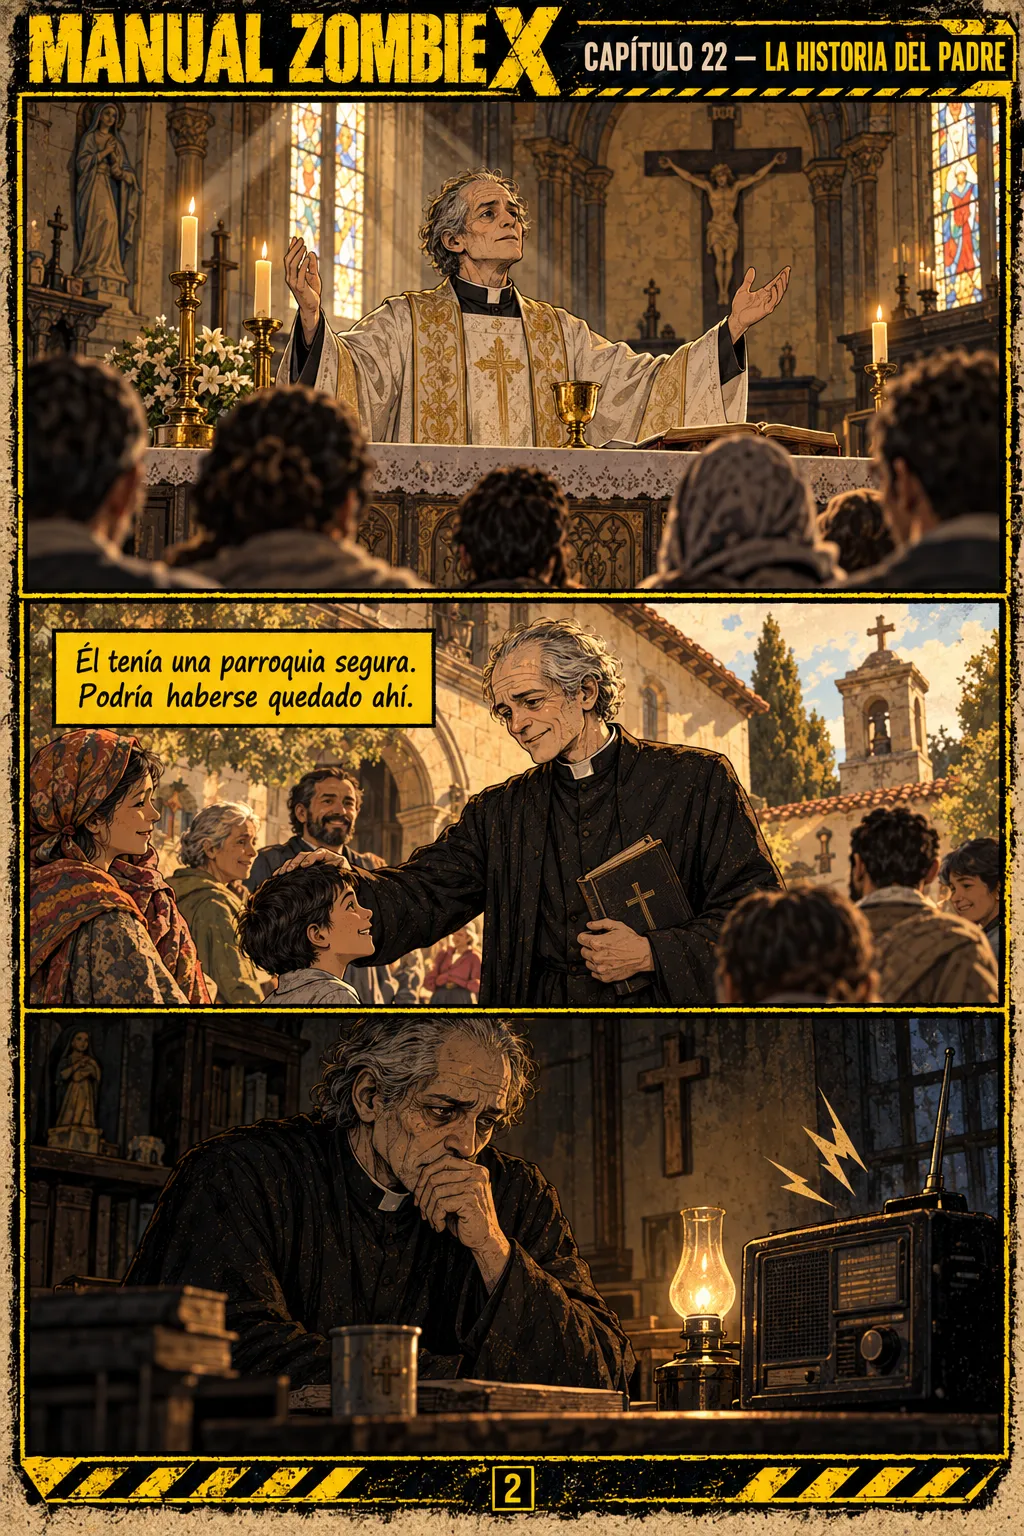 MANUAL ZOMBIE X
CAPÍTULO 22 – LA HISTORIA DEL PADRE
Él tenía una parroquia segura.
Podría haberse quedado ahí.
2